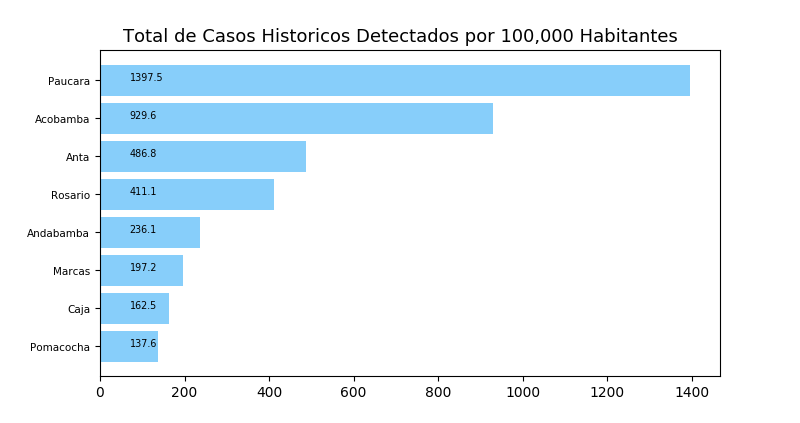 Total de Casos Historicos Detectados por 100,000 Habitantes
Paucara 1397.5
Acobamba 929.6
Anta 486.8
Rosario 411.1
Andabamba 236.1
Marcas 197.2
Caja 162.5
Pomacocha 137.6
0 200 400 600 800 1000 1200 1400